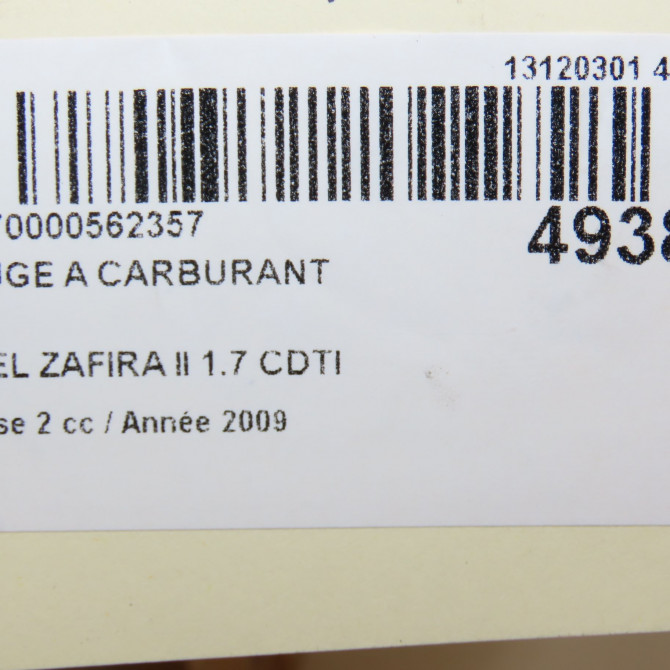 13120301 4
70000562357
4938
UGE A CARBURANT
EL ZAFIRA II 1.7 CDTI
se 2 cc / Année 2009